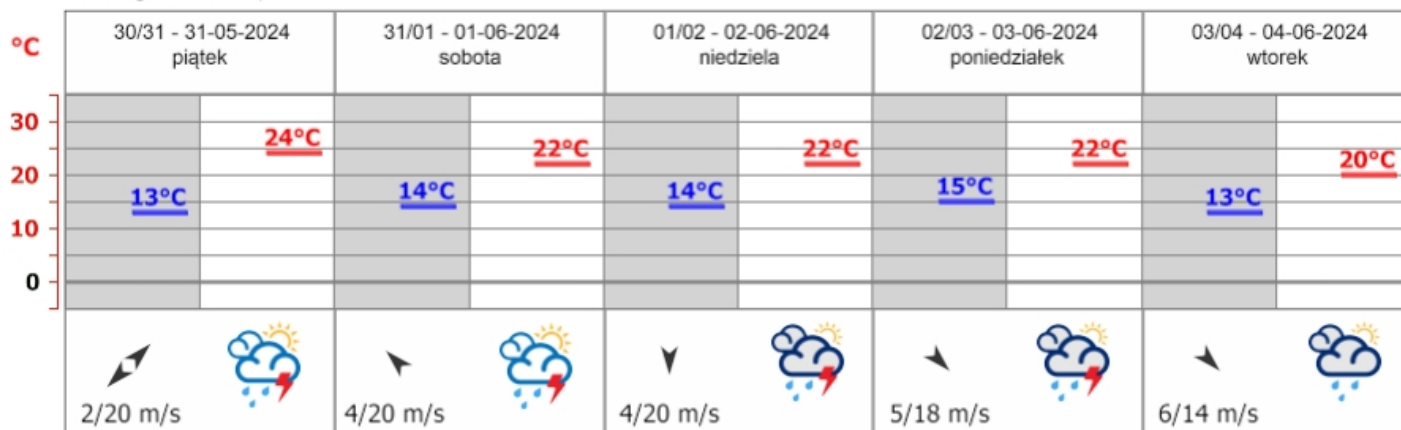 °C
30/31 - 31-05-2024
piątek
31/01 - 01-06-2024
sobota
01/02 - 02-06-2024
niedziela
02/03 - 03-06-2024
poniedziałek
03/04 - 04-06-2024
wtorek
30
20
10
0
13°C
24°C
14°C
22°C
14°C
22°C
15°C
22°C
13°C
20°C
2/20 m/s
4/20 m/s
4/20 m/s
5/18 m/s
6/14 m/s